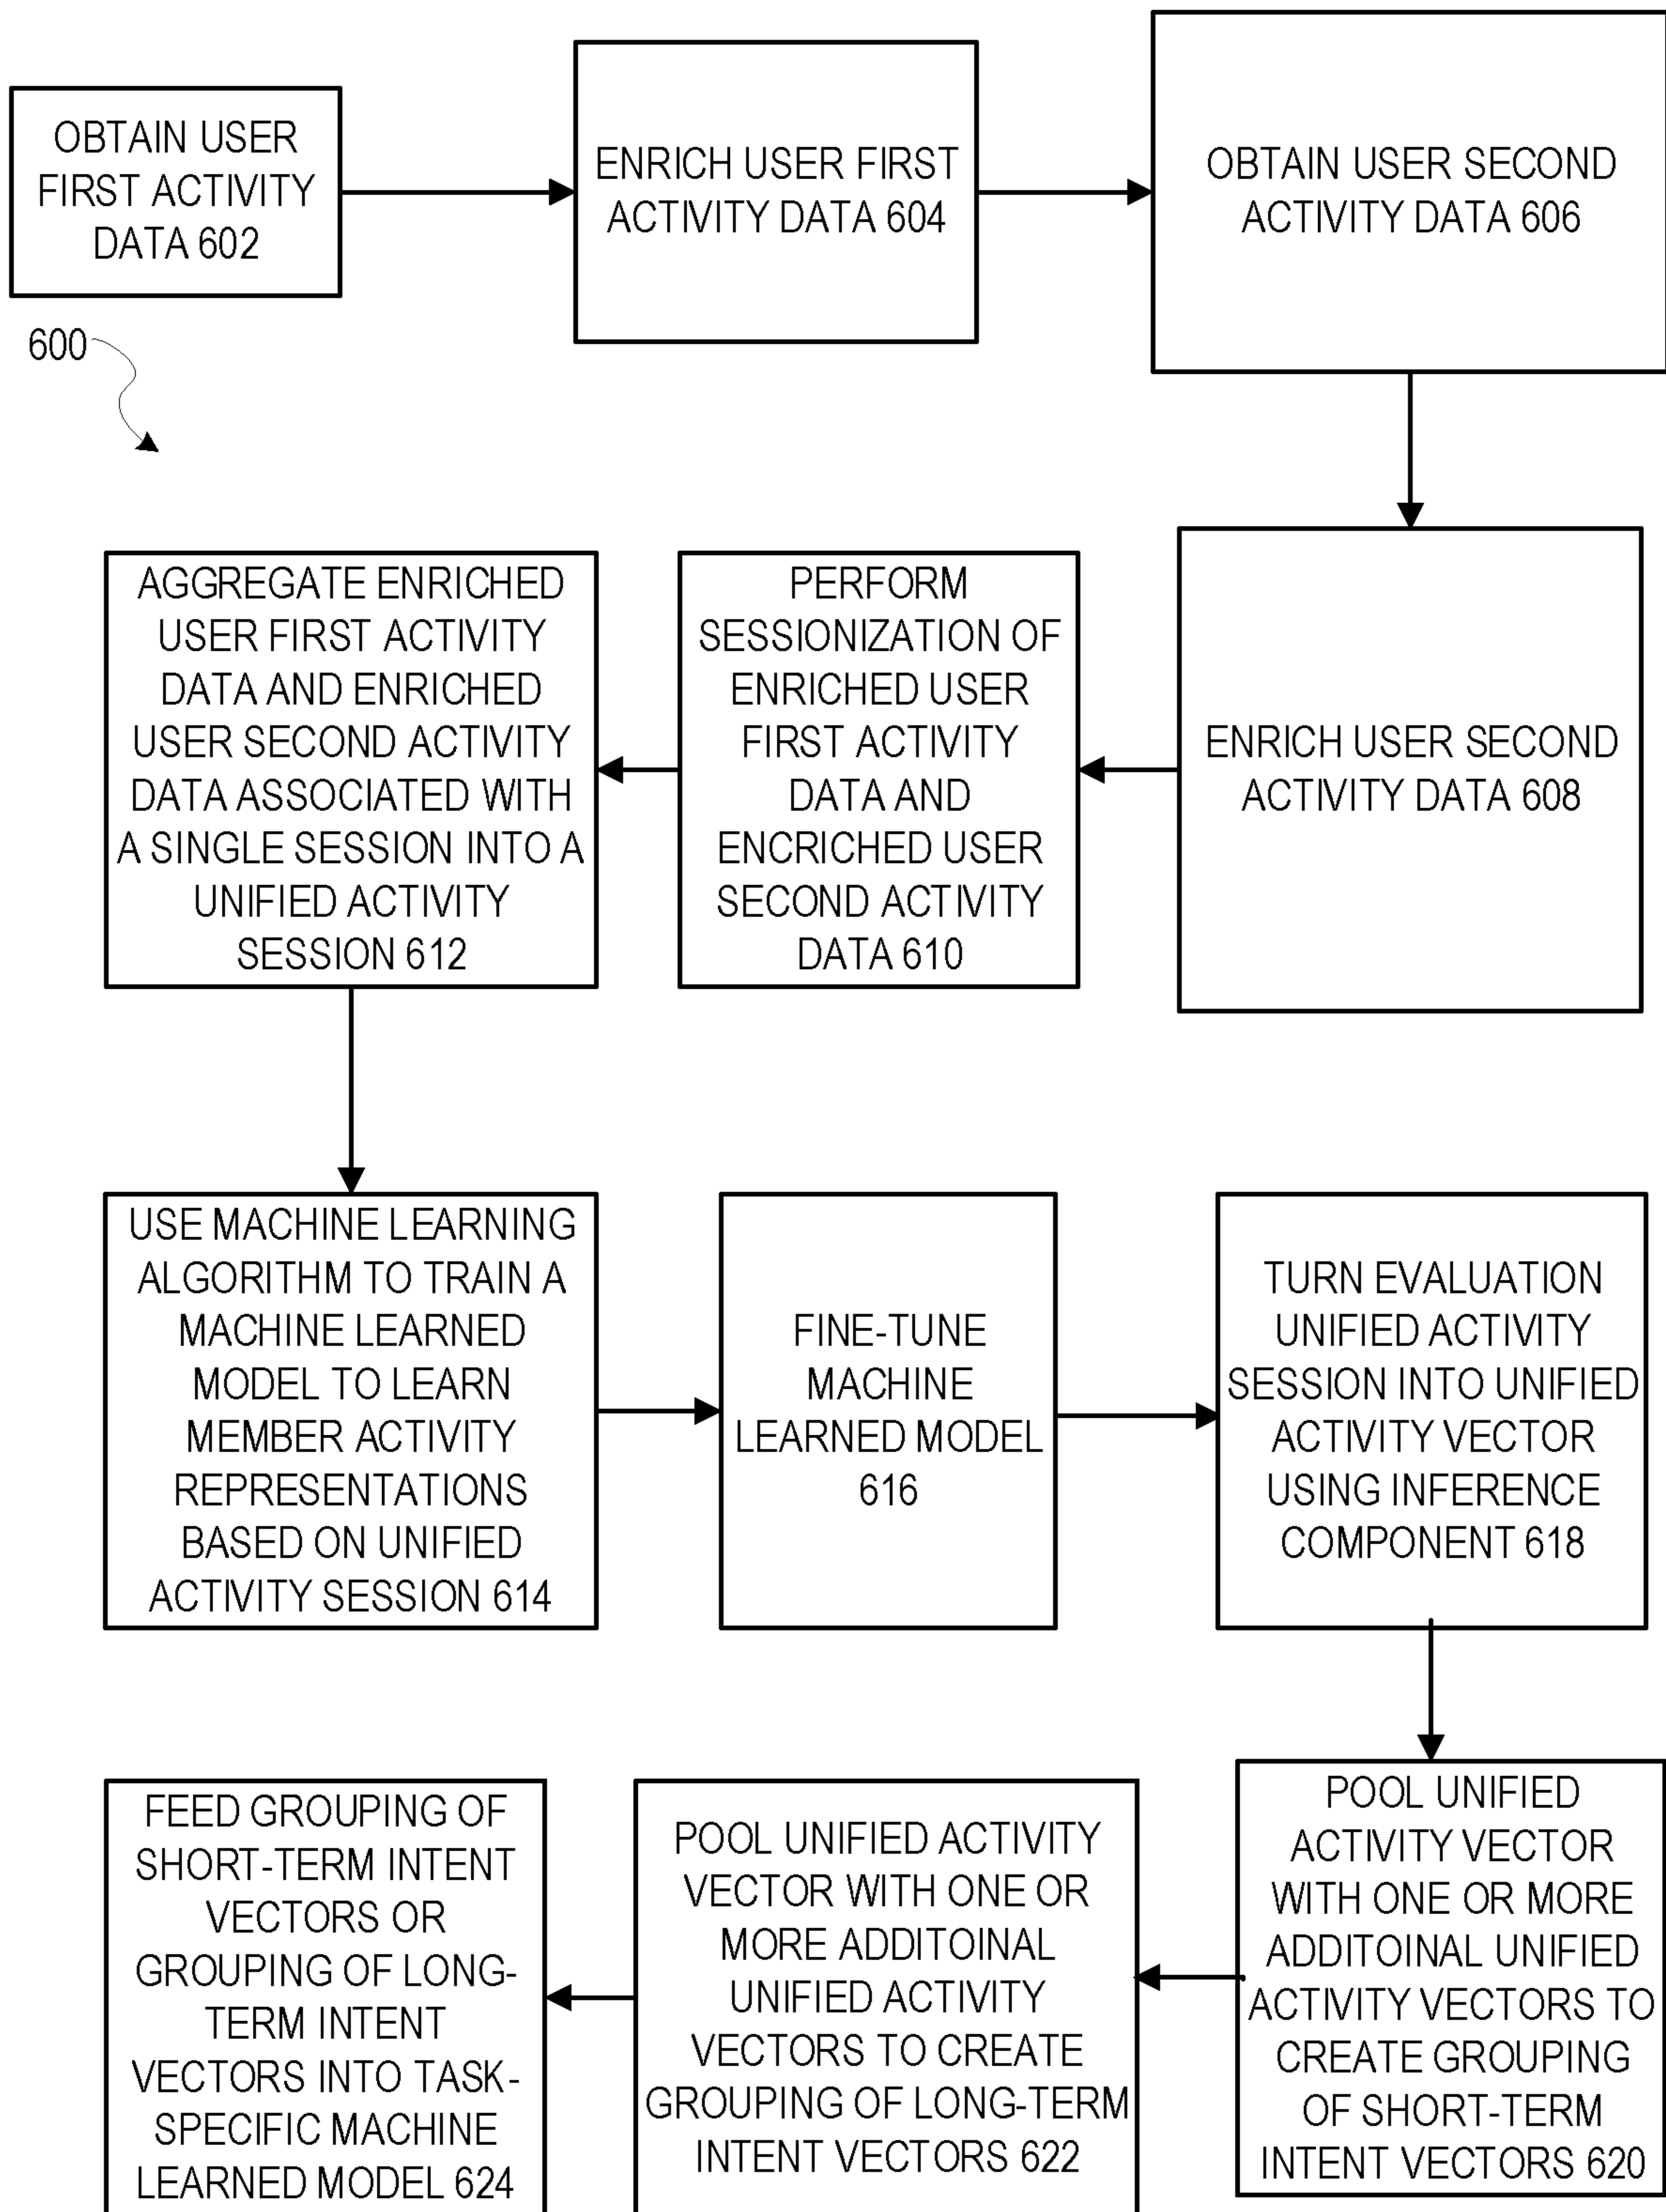 OBTAIN USER
FIRST ACTIVITY
DATA 602
ENRICH USER FIRST
ACTIVITY DATA 604
OBTAIN USER SECOND
ACTIVITY DATA 606
600
ENRICH USER SECOND
ACTIVITY DATA 608
PERFORM
SESSIONIZATION OF
ENRICHED USER
FIRST ACTIVITY
DATA AND
ENCRICHED USER
SECOND ACTIVITY
DATA 610
AGGREGATE ENRICHED
USER FIRST ACTIVITY
DATA AND ENRICHED
USER SECOND ACTIVITY
DATA ASSOCIATED WITH
A SINGLE SESSION INTO A
UNIFIED ACTIVITY
SESSION 612
USE MACHINE LEARNING
ALGORITHM TO TRAIN A
MACHINE LEARNED
MODEL TO LEARN
MEMBER ACTIVITY
REPRESENTATIONS
BASED ON UNIFIED
ACTIVITY SESSION 614
FINE-TUNE
MACHINE
LEARNED MODEL
616
TURN EVALUATION
UNIFIED ACTIVITY
SESSION INTO UNIFIED
ACTIVITY VECTOR
USING INFERENCE
COMPONENT 618
POOL UNIFIED
ACTIVITY VECTOR
WITH ONE OR MORE
ADDITOINAL UNIFIED
ACTIVITY VECTORS TO
CREATE GROUPING
OF SHORT-TERM
INTENT VECTORS 620
POOL UNIFIED ACTIVITY
VECTOR WITH ONE OR
MORE ADDITOINAL
UNIFIED ACTIVITY
VECTORS TO CREATE
GROUPING OF LONG-TERM
INTENT VECTORS 622
FEED GROUPING OF
SHORT-TERM INTENT
VECTORS OR
GROUPING OF LONG-
TERM INTENT
VECTORS INTO TASK-
SPECIFIC MACHINE
LEARNED MODEL 624